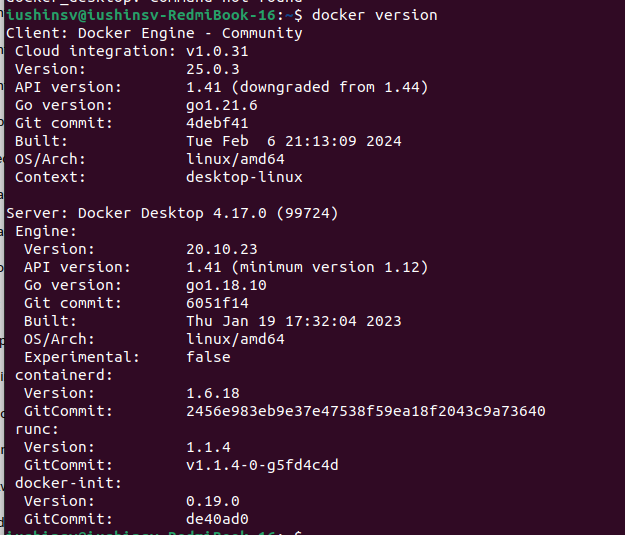 iushinsv@iushinsv-RedmiBook-16:~$ docker version
Client: Docker Engine - Community
 Cloud integration: v1.0.31
 Version:           25.0.3
 API version:       1.41 (downgraded from 1.44)
 Go version:        go1.21.6
 Git commit:        4debf41
 Built:             Tue Feb  6 21:13:09 2024
 OS/Arch:           linux/amd64
 Context:           desktop-linux

Server: Docker Desktop 4.17.0 (99724)
 Engine:
  Version:          20.10.23
  API version:      1.41 (minimum version 1.12)
  Go version:       go1.18.10
  Git commit:       6051f14
  Built:            Thu Jan 19 17:32:04 2023
  OS/Arch:          linux/amd64
  Experimental:     false
 containerd:
  Version:          1.6.18
  GitCommit:        2456e983eb9e37e47538f59ea18f2043c9a73640
 runc:
  Version:          1.1.4
  GitCommit:        v1.1.4-0-g5fd4c4d
 docker-init:
  Version:          0.19.0
  GitCommit:        de40ad0